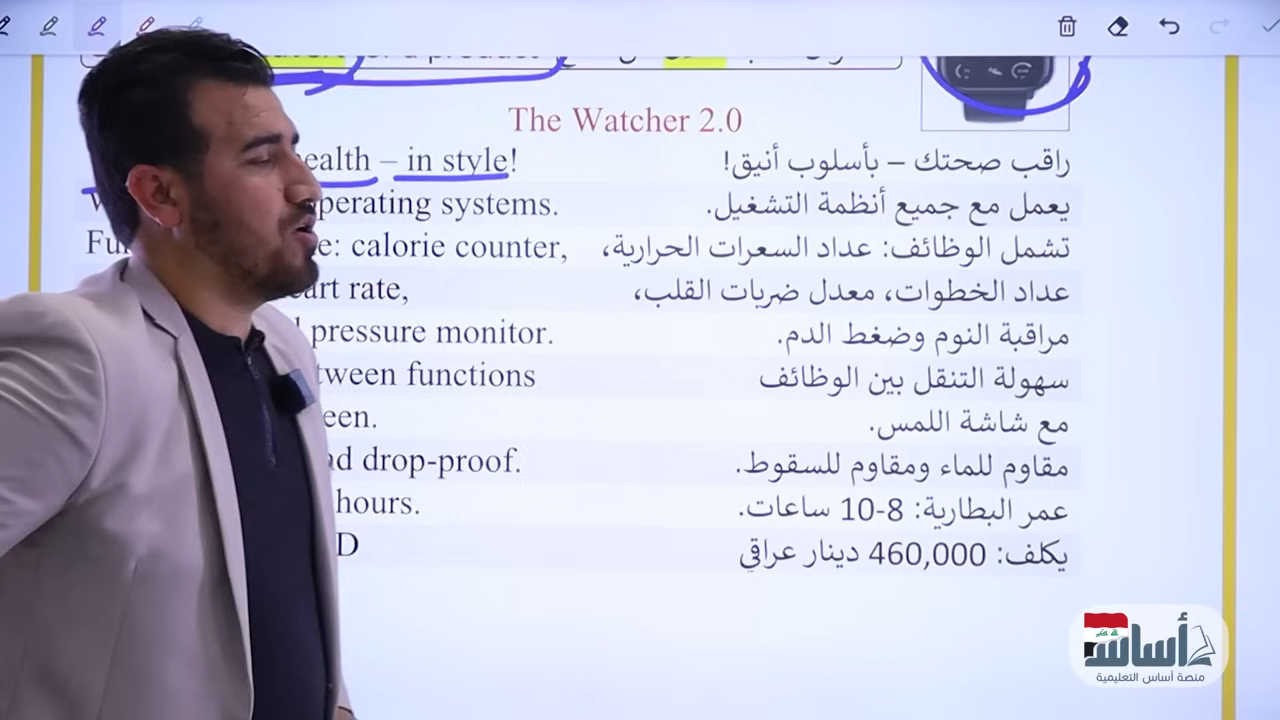 The Watcher 2.0
ealth – in style!
راقب صحتك – بأسلوب أنيق!
operating systems.
يعمل مع جميع أنظمة التشغيل.
e: calorie counter,
تشمل الوظائف: عداد السعرات الحرارية،
art rate,
عداد الخطوات، معدل ضربات القلب،
pressure monitor.
مراقبة النوم وضغط الدم.
tween functions
سهولة التنقل بين الوظائف
een.
مع شاشة اللمس.
nd drop-proof.
مقاوم للماء ومقاوم للسقوط.
hours.
عمر البطارية: 8-10 ساعات.
D
يكلف: 460,000 دينار عراقي
أساس
منصة أساس التعليمية